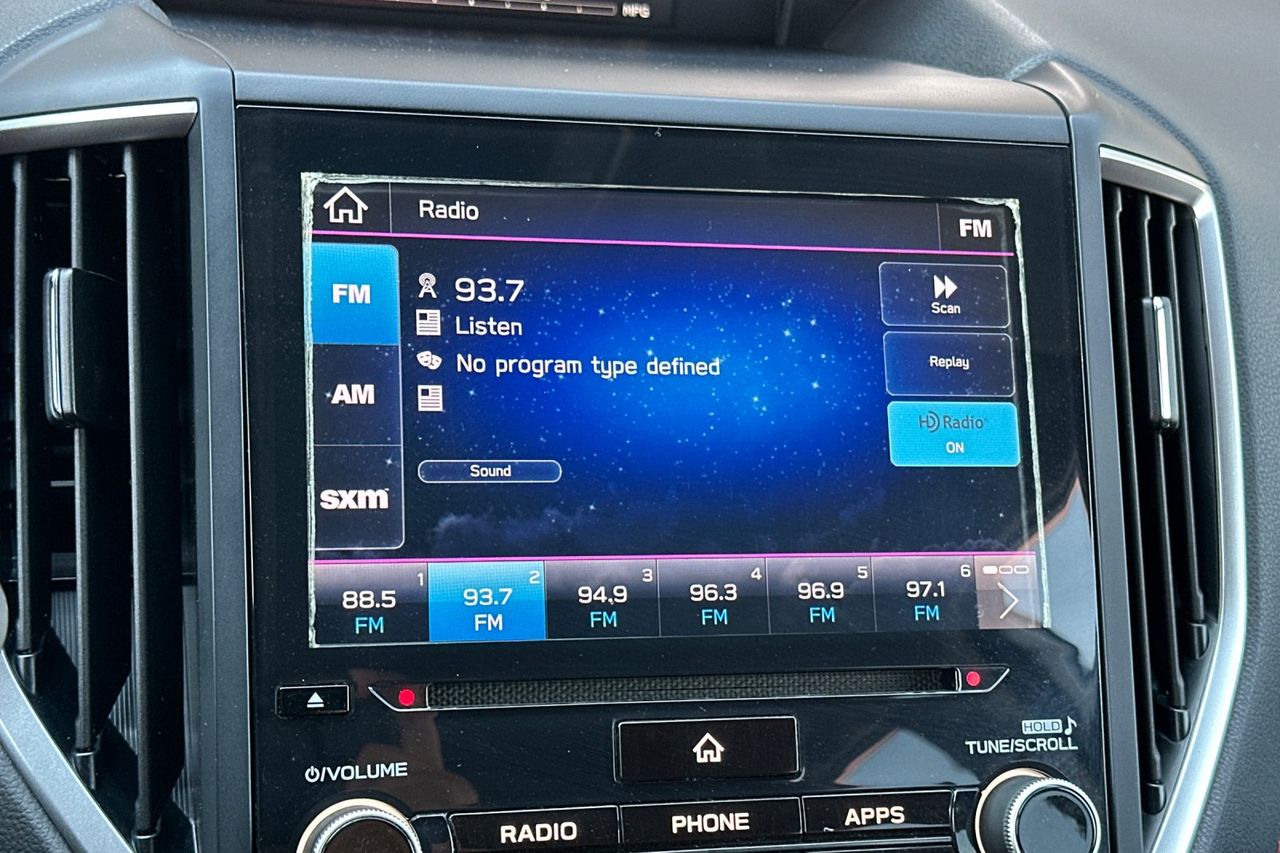 MPG
Radio
FM
FM
93.7
Scan
Listen
No program type defined
Replay
AM
HD Radio
ON
Sound
sxm
1
2
3
4
5
6
88.5
93.7
94.9
96.3
96.9
97.1
FM
FM
FM
FM
FM
FM
HOLD
TUNE/SCROLL
/VOLUME
RADIO
PHONE
APPS